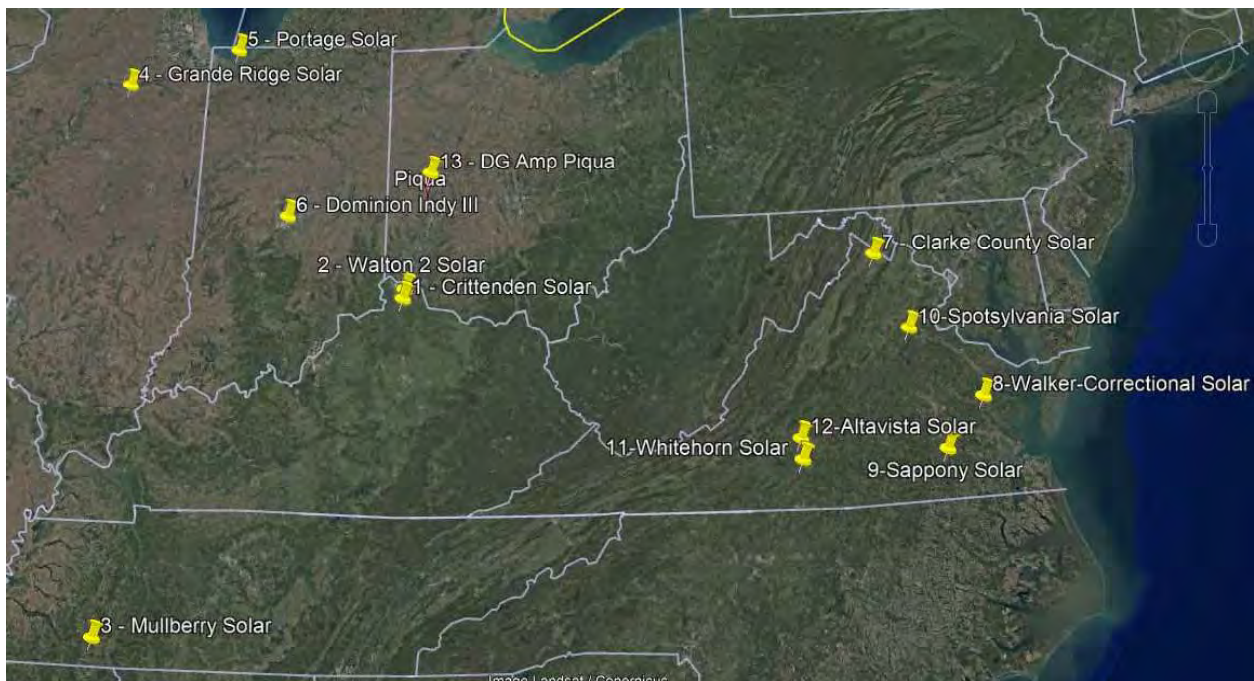 5 - Portage Solar
4 - Grande Ridge Solar
13 - DG Amp Piqua
Piqua
6 - Dominion Indy III
7 - Clarke County Solar
2 - Walton 2 Solar
1 - Crittenden Solar
10-Spotsylvania Solar
8-Walker-Correctional Solar
12-Altavista Solar
11-Whitehorn Solar
9-Sappony Solar
3 - Mullberry Solar
Image Landsat / Copernicus